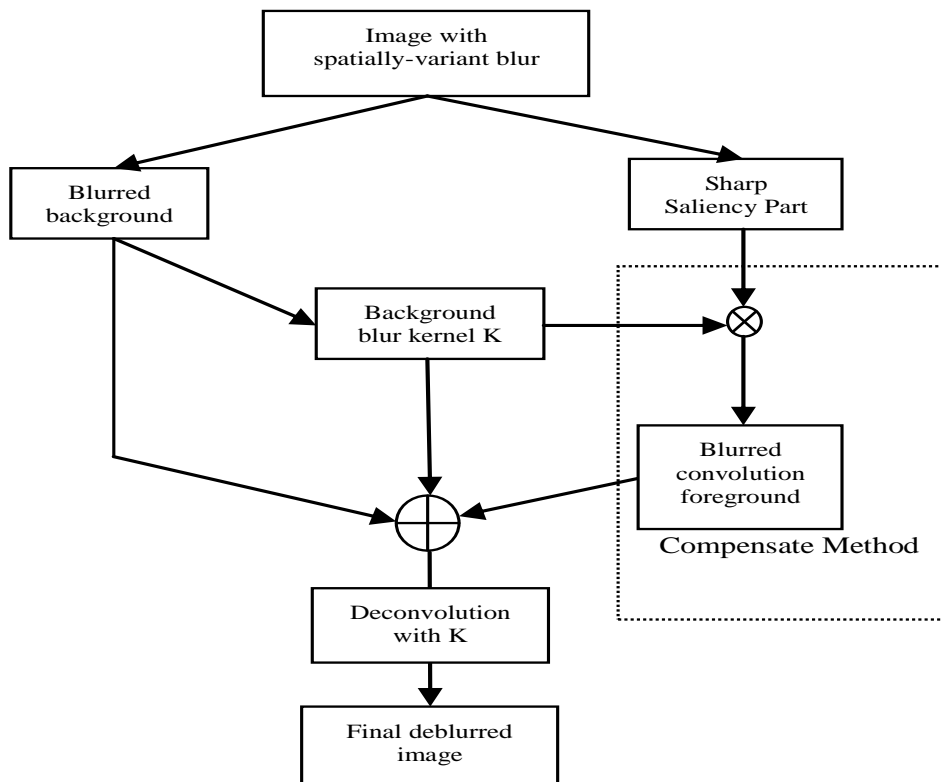 Image with
spatially-variant blur
Blurred
background
Sharp
Saliency Part
Background
blur kernel K
Blurred
convolution
foreground
Compensate Method
Deconvolution
with K
Final deblurred
image